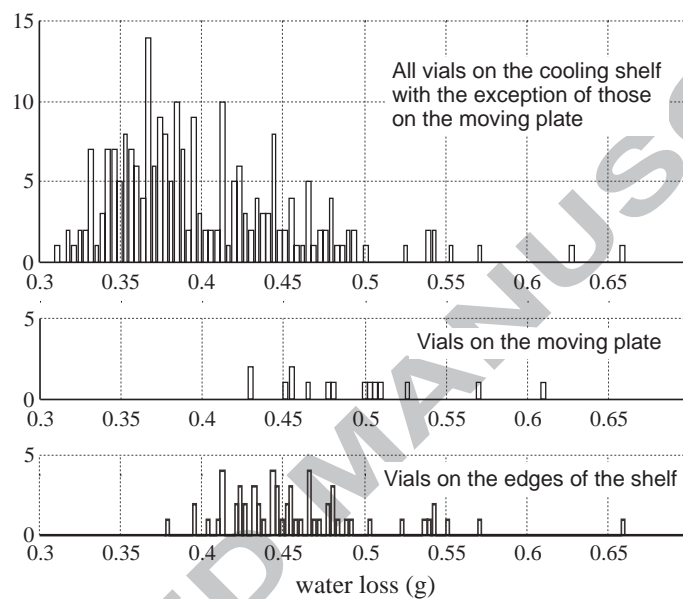 15
All vials on the cooling shelf
with the exception of those
on the moving plate
10
5
0
0.3 0.35 0.4 0.45 0.5 0.55 0.6 0.65
5
Vials on the moving plate
0
0.3 0.35 0.4 0.45 0.5 0.55 0.6 0.65
5
Vials on the edges of the shelf
0
0.3 0.35 0.4 0.45 0.5 0.55 0.6 0.65
water loss (g)
D MANUSC